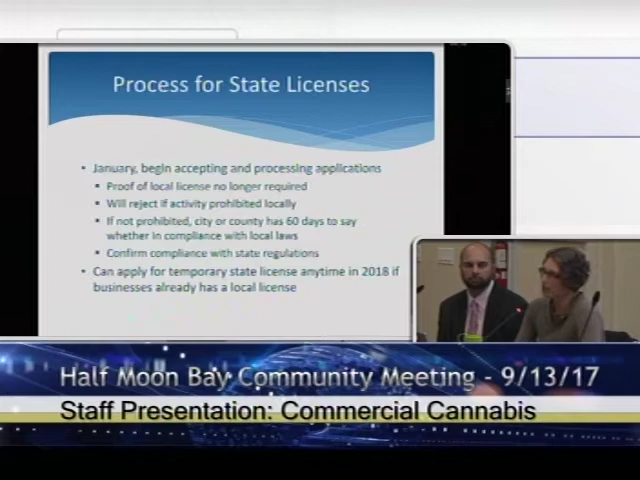 Process for State Licenses
• January, begin accepting and processing applications
▪ Proof of local license no longer required
▪ Will reject if activity prohibited locally
▪ If not prohibited, city or county has 60 days to say
whether in compliance with local laws
▪ Confirm compliance with state regulations
• Can apply for temporary state license anytime in 2018 if
businesses already has a local license
Half Moon Bay Community Meeting - 9/13/17
Staff Presentation: Commercial Cannabis